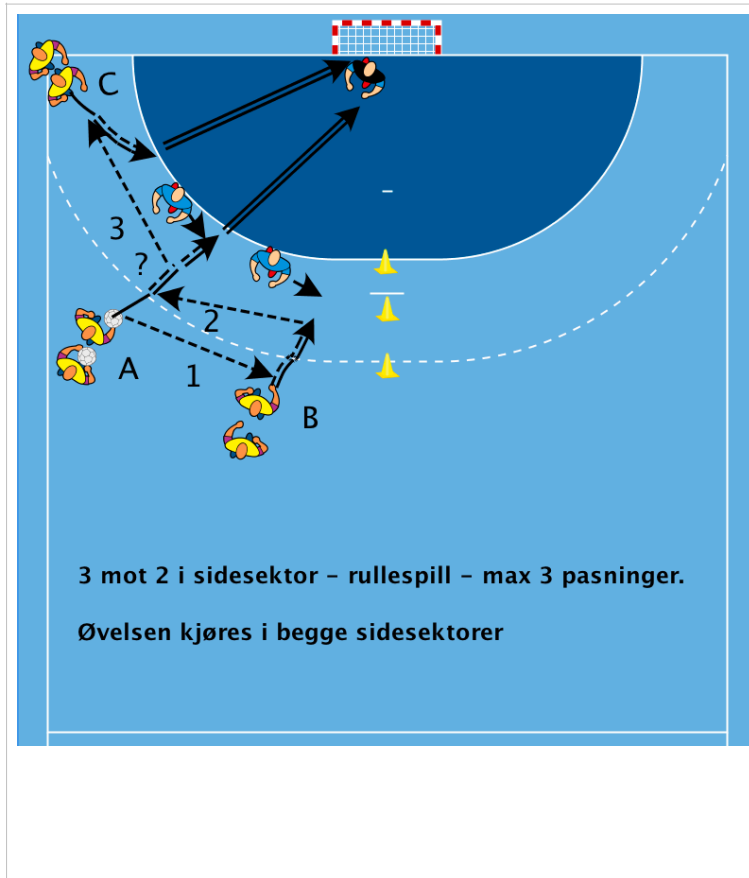 C
3
?
2
A
1
B
3 mot 2 i sidesektor – rullespill – max 3 pasninger.
Øvelsen kjøres i begge sidesektorer